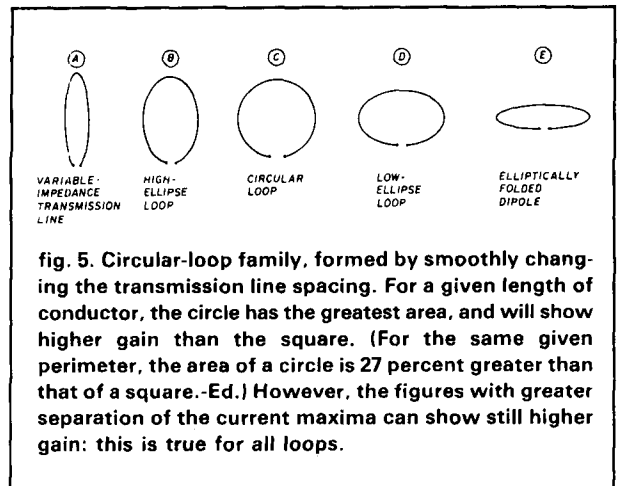 A B C D E
VARIABLE- HIGH- CIRCULAR LOW- ELLIPTICALLY
IMPEDANCE ELLIPSE LOOP ELLIPSE FOLDED
TRANSMISSION LOOP LOOP DIPOLE
LINE
fig. 5. Circular-loop family, formed by smoothly chang-
ing the transmission line spacing. For a given length of
conductor, the circle has the greatest area, and will show
higher gain than the square. (For the same given
perimeter, the area of a circle is 27 percent greater than
that of a square.-Ed.) However, the figures with greater
separation of the current maxima can show still higher
gain: this is true for all loops.